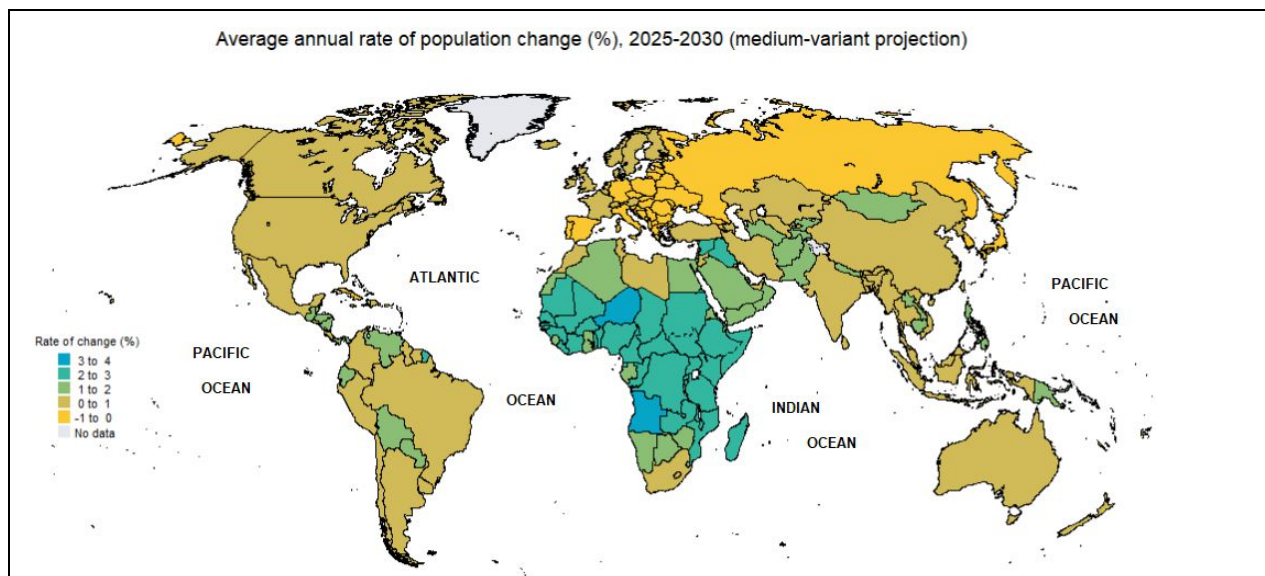 Average annual rate of population change (%), 2025-2030 (medium-variant projection)
ATLANTIC
OCEAN
PACIFIC
OCEAN
PACIFIC
OCEAN
INDIAN
OCEAN
Rate of change (%)
3 to 4
2 to 3
1 to 2
0 to 1
-1 to 0
No data